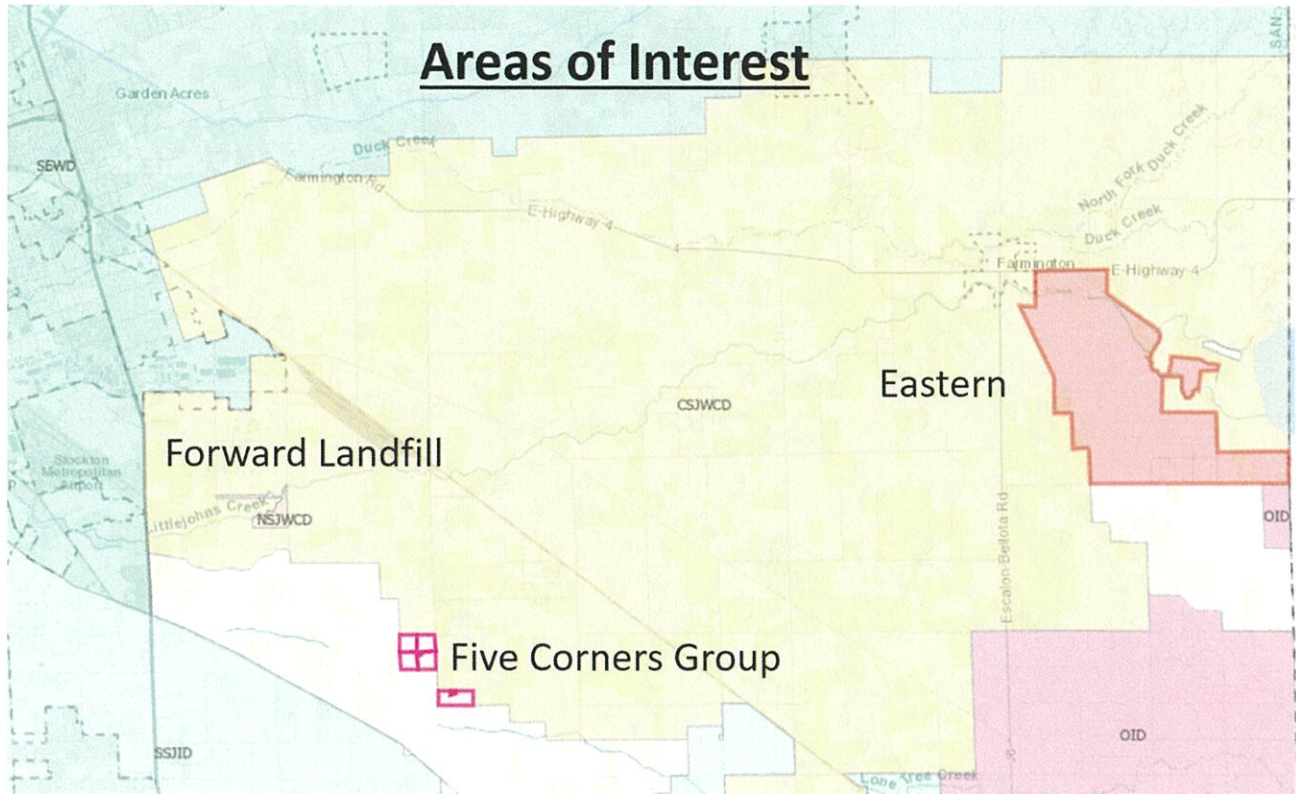 Areas of Interest
SAN
Garden Acres
Duck Creek
SEWD
Farmington Rd
North Fork Duck Creek
E Highway 4
Duck Creek
4
Farmington
E Highway 4
Eastern
CSJWCD
Forward Landfill
Stockton
Metropolitan
Airport
Littlejohns Creek
NSJWCD
OID
Escalon-Bellota Rd
Five Corners Group
OID
SSJID
J6
Lone Tree Creek